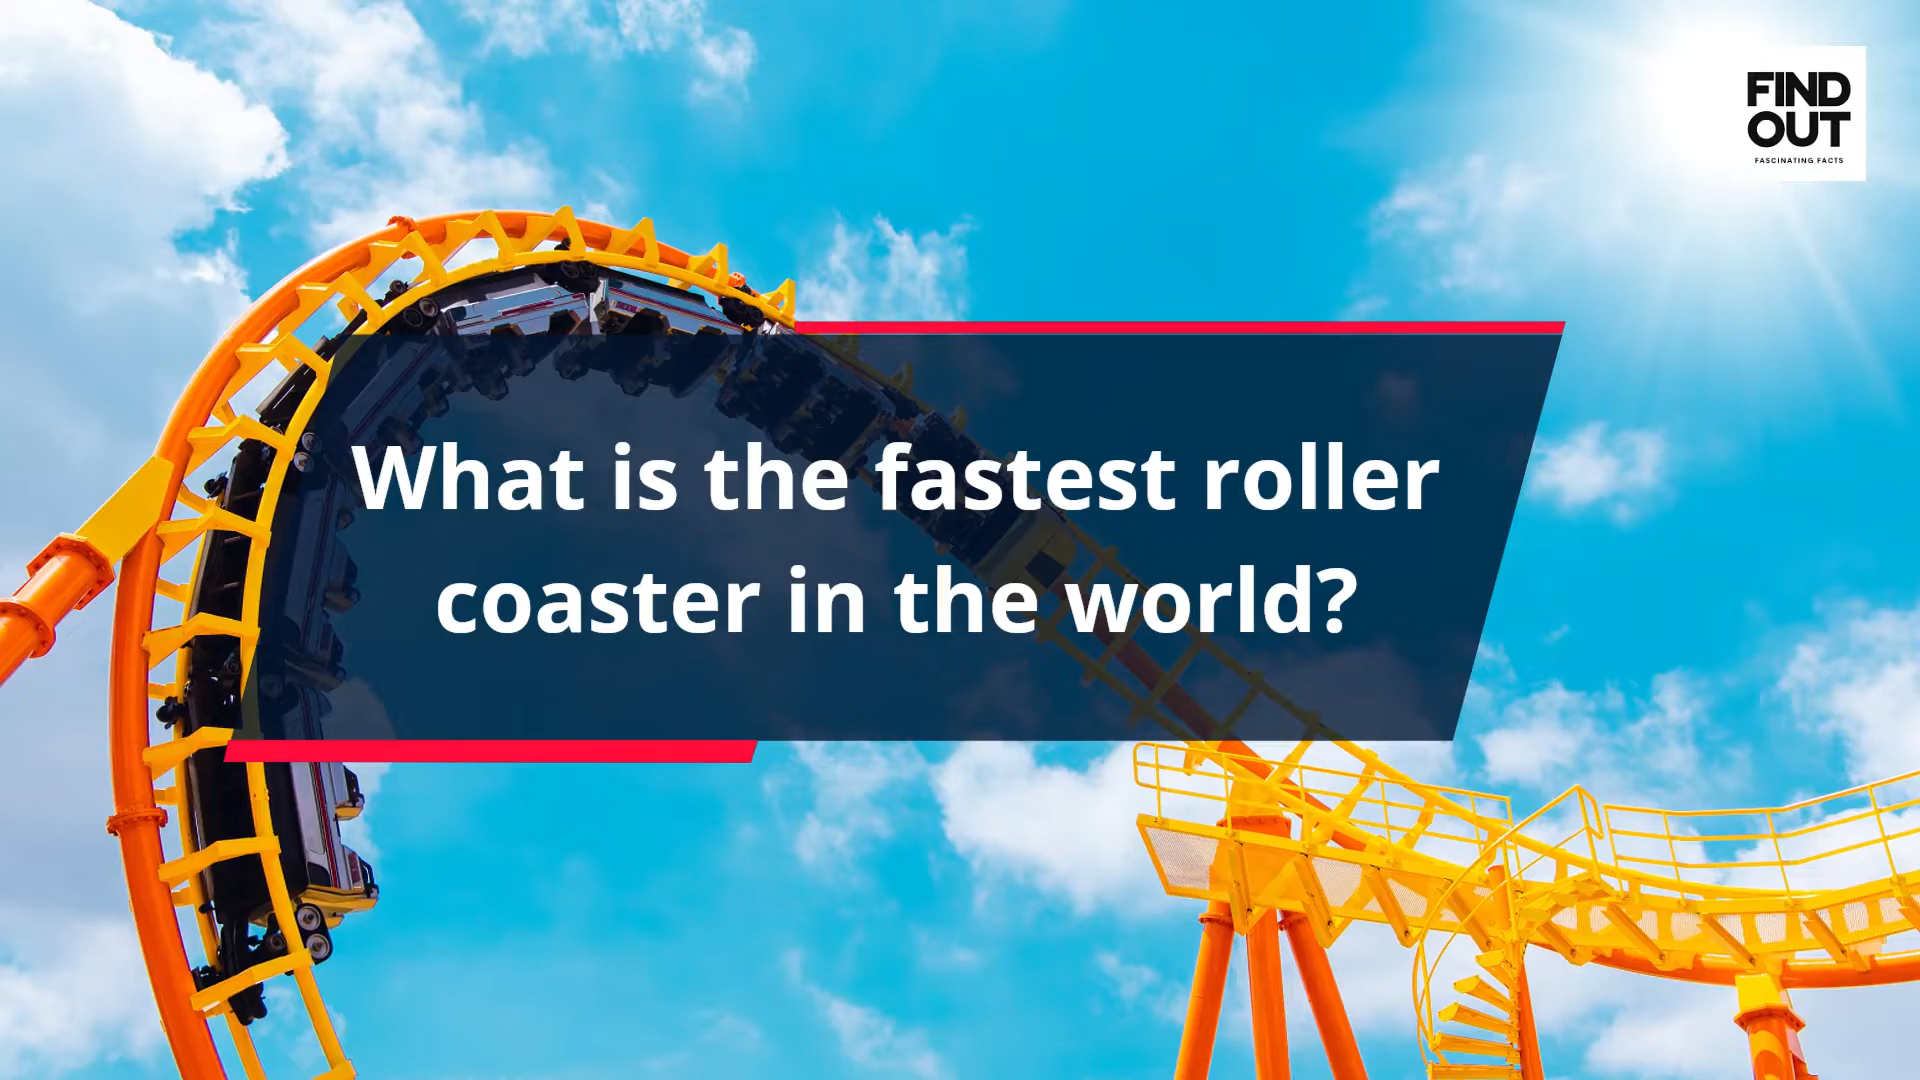 FIND
OUT
FASCINATING FACTS
What is the fastest roller
coaster in the world?